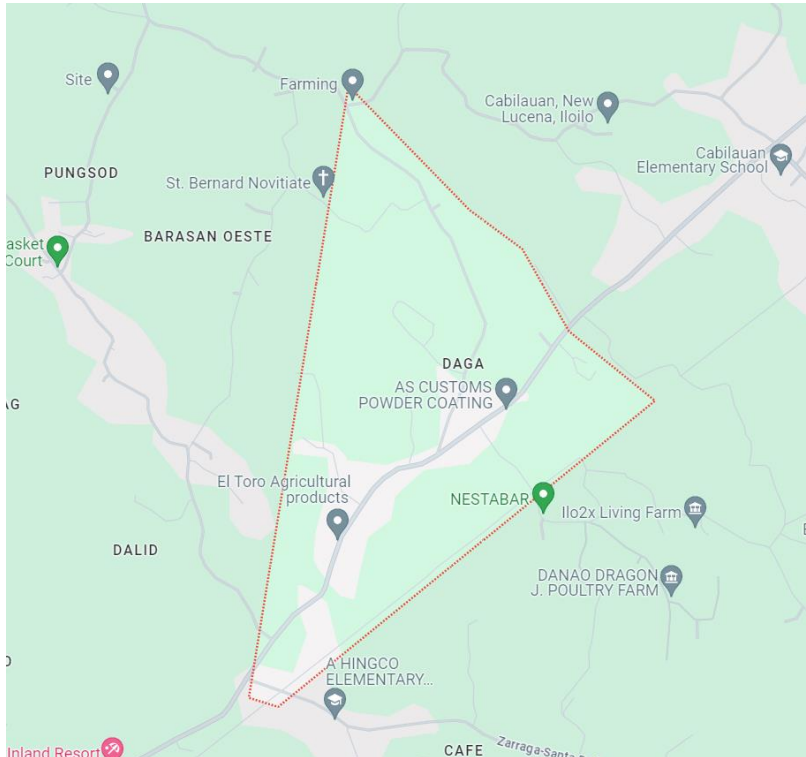 Farming
Site
Cabilauan, New
Lucena, Iloilo
Cabilauan
Elementary School
PUNGSOD
St. Bernard Novitiate
BARASAN OESTE
asket
Court
DAGA
AS CUSTOMS
POWDER COATING
AG
El Toro Agricultural
products
NESTABAR
Ilo2x Living Farm
DALID
DANAO DRAGON
J. POULTRY FARM
A HINGCO
ELEMENTARY...
Inland Resort
CAFE
Zarraga-Santa